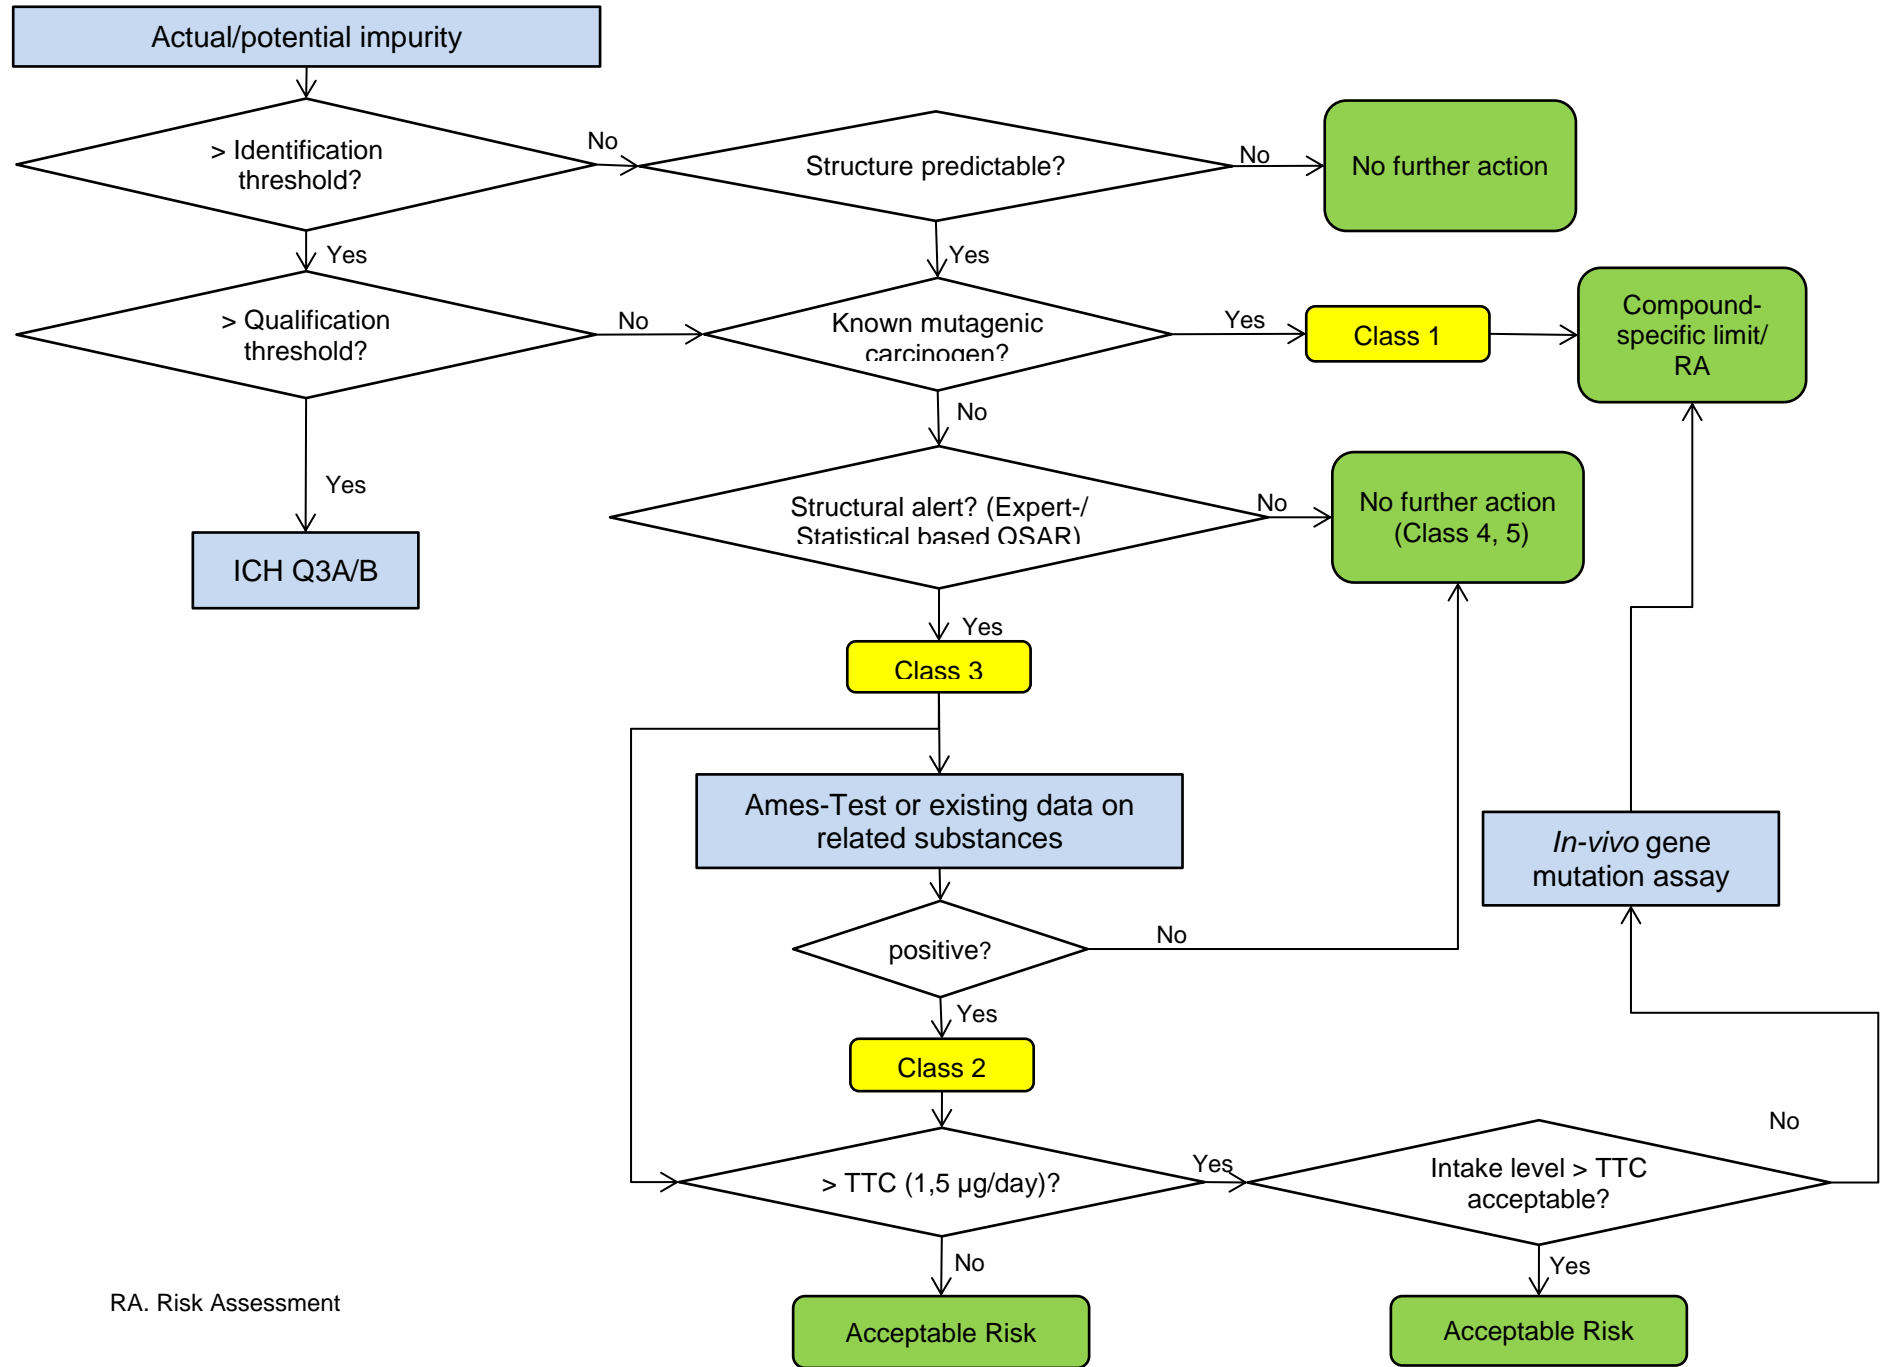 Actual/potential impurity
> Identification
threshold?
No
Structure predictable?
No
No further action
Yes
Yes
> Qualification
threshold?
No
Known mutagenic
carcinogen?
Yes
Class 1
Compound-
specific limit/
RA
Yes
No
ICH Q3A/B
Structural alert? (Expert-/
Statistical based QSAR)
No
No further action
(Class 4, 5)
Yes
Class 3
Ames-Test or existing data on
related substances
In-vivo gene
mutation assay
positive?
No
Yes
Class 2
> TTC (1,5 µg/day)?
Yes
Intake level > TTC
acceptable?
No
No
Yes
RA. Risk Assessment
Acceptable Risk
Acceptable Risk